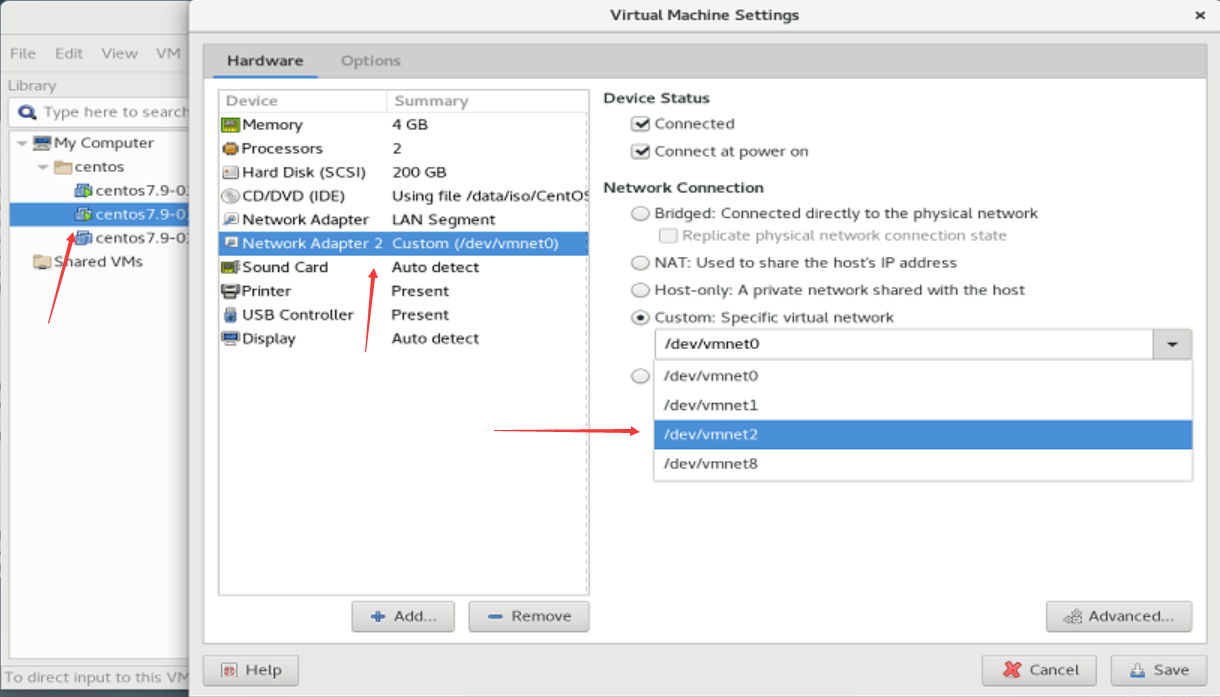 Virtual Machine Settings
File Edit View VM
Library
Type here to search
My Computer
centos
centos7.9-0
centos7.9-0
centos7.9-0
Shared VMs
To direct input to this VM
Hardware Options
Device Summary
Memory 4 GB
Processors 2
Hard Disk (SCSI) 200 GB
CD/DVD (IDE) Using file /data/iso/CentOS
Network Adapter LAN Segment
Network Adapter 2 Custom (/dev/vmnet0)
Sound Card Auto detect
Printer Present
USB Controller Present
Display Auto detect
Add... Remove
Device Status
Connected
Connect at power on
Network Connection
Bridged: Connected directly to the physical network
Replicate physical network connection state
NAT: Used to share the host's IP address
Host-only: A private network shared with the host
Custom: Specific virtual network
/dev/vmnet0
/dev/vmnet0
/dev/vmnet1
/dev/vmnet2
/dev/vmnet8
Advanced...
Help Cancel Save